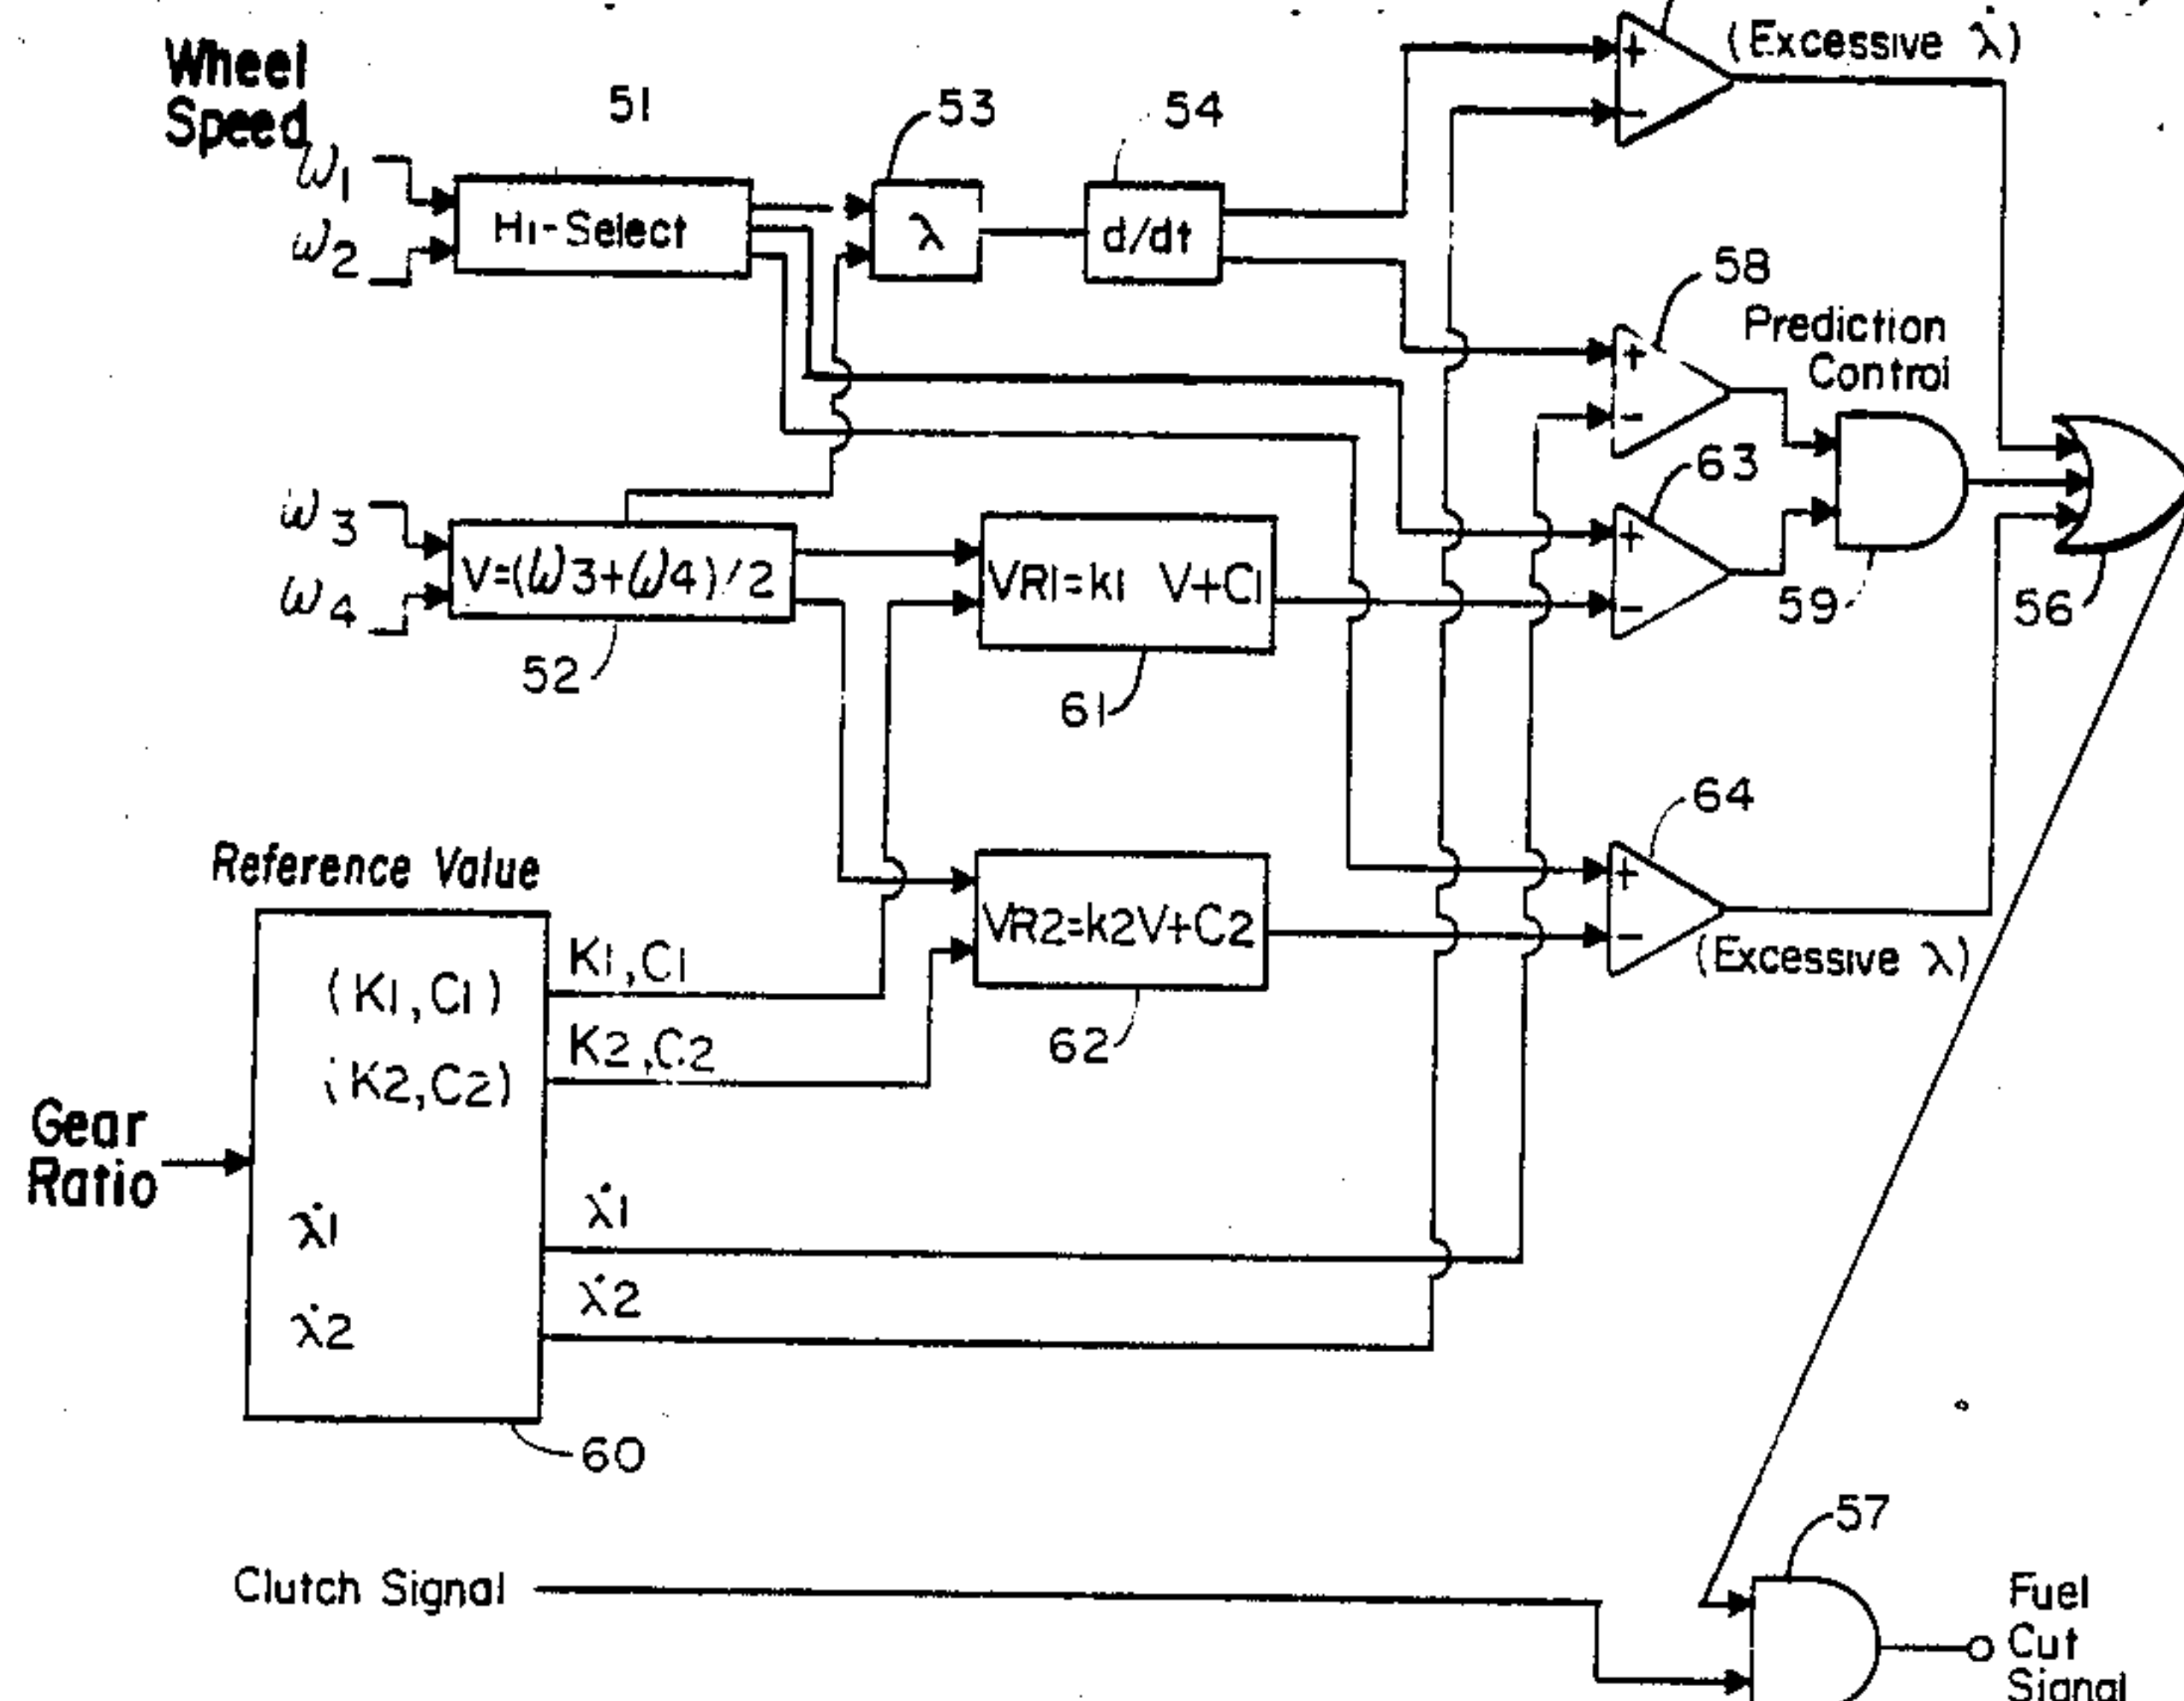 Wheel
Speed
ω1
ω2
51
Hi-Select
53
λ
54
d/dt
+
-
(Excessive λ̇)
58
+
-
Prediction
Control
63
+
-
59
56
ω3
ω4
V=(ω3+ω4)/2
52
VR1=k1 V+C1
61
64
+
-
(Excessive λ)
VR2=k2V+C2
62
Reference Value
(K1,C1)
(K2,C2)
λ̇1
λ̇2
K1,C1
K2,C2
λ̇1
λ̇2
60
Gear
Ratio
Clutch Signal
57
Fuel
Cut
Signal